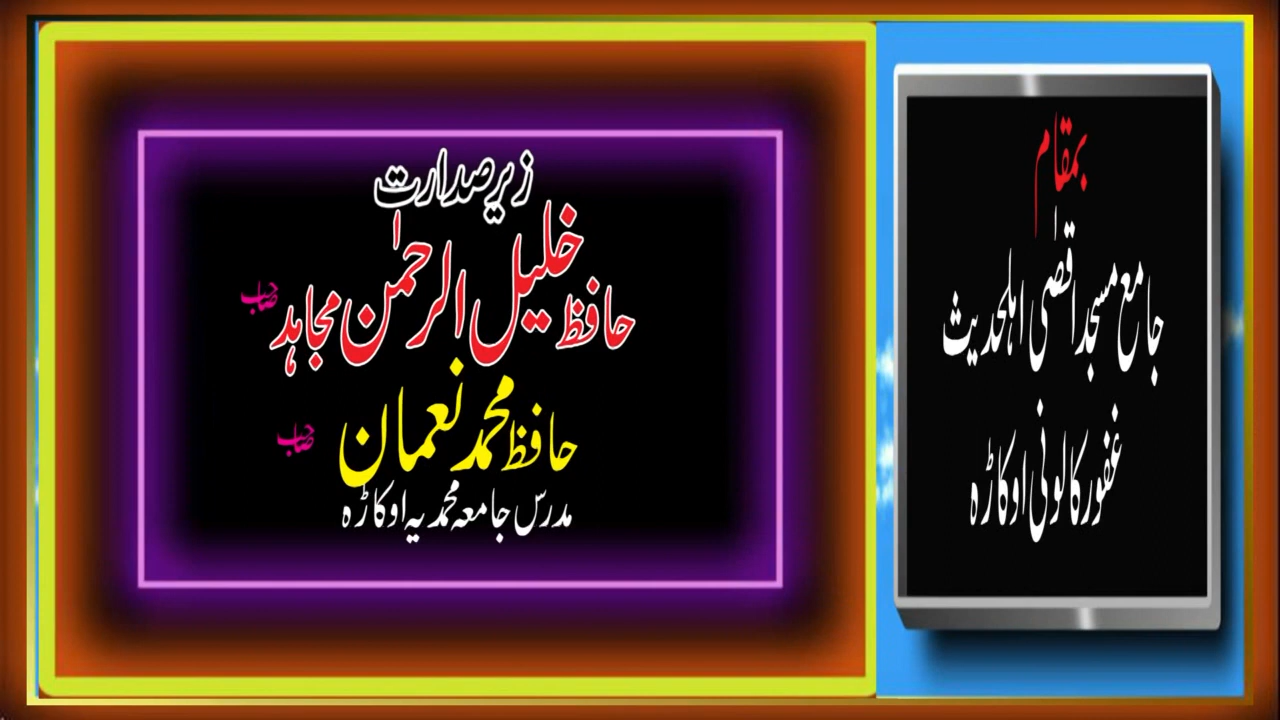 زیر صدارت
حافظ خلیل الرحمٰن مجاہد صاحب
حافظ محمد نعمان صاحب
مدرس جامعہ محمدیہ اوکاڑہ
بمقام
جامع مسجد اقصٰی اہلحدیث
غفور کالونی اوکاڑہ